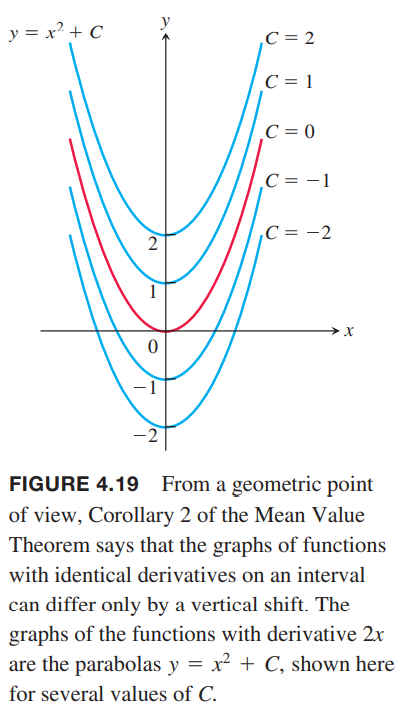 y = x² + C
y
C = 2
C = 1
C = 0
C = −1
C = −2
2
1
x
0
−1
−2
FIGURE 4.19 From a geometric point
of view, Corollary 2 of the Mean Value
Theorem says that the graphs of functions
with identical derivatives on an interval
can differ only by a vertical shift. The
graphs of the functions with derivative 2x
are the parabolas y = x² + C, shown here
for several values of C.